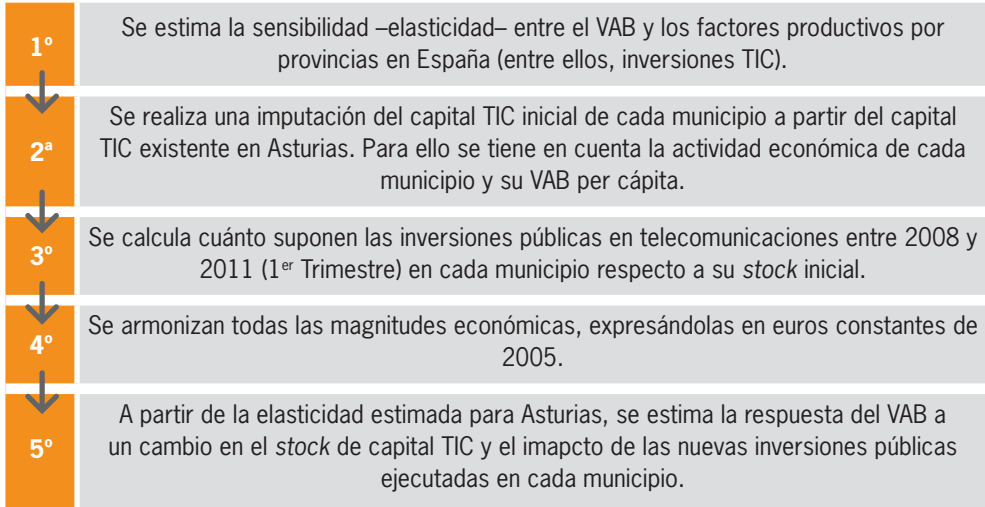 1º
Se estima la sensibilidad –elasticidad– entre el VAB y los factores productivos por
provincias en España (entre ellos, inversiones TIC).
2ª
Se realiza una imputación del capital TIC inicial de cada municipio a partir del capital
TIC existente en Asturias. Para ello se tiene en cuenta la actividad económica de cada
municipio y su VAB per cápita.
3º
Se calcula cuánto suponen las inversiones públicas en telecomunicaciones entre 2008 y
2011 (1er Trimestre) en cada municipio respecto a su stock inicial.
4º
Se armonizan todas las magnitudes económicas, expresándolas en euros constantes de
2005.
5º
A partir de la elasticidad estimada para Asturias, se estima la respuesta del VAB a
un cambio en el stock de capital TIC y el imapcto de las nuevas inversiones públicas
ejecutadas en cada municipio.